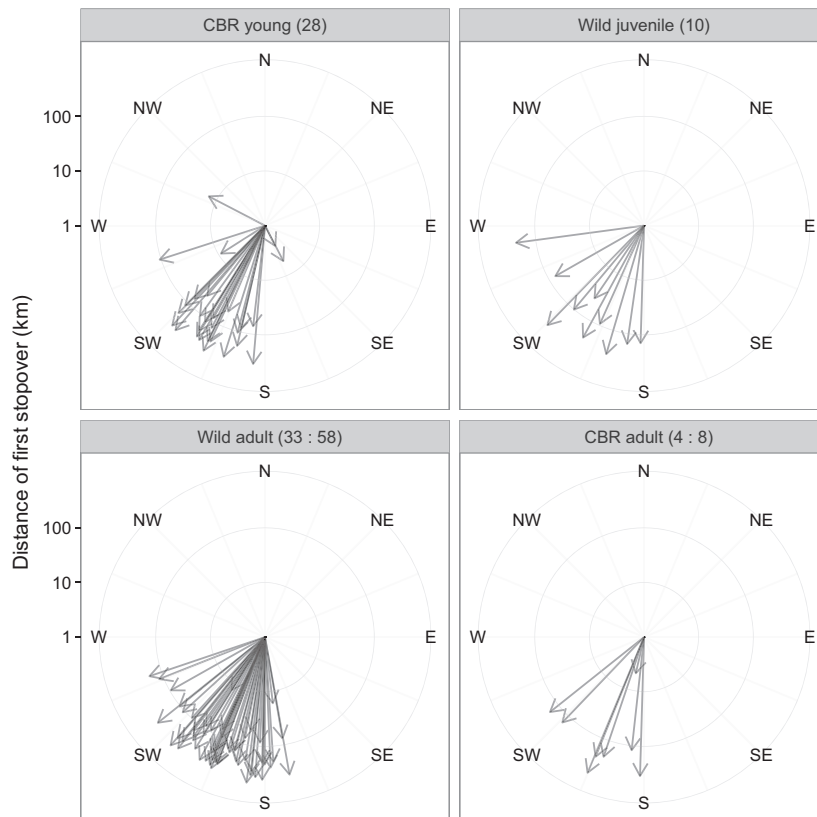 CBR young (28)
Wild juvenile (10)
N
N
NW
NE
NW
NE
100
10
1
W
E
W
E
SW
SE
SW
SE
S
S
Distance of first stopover (km)
Wild adult (33 : 58)
CBR adult (4 : 8)
N
N
NW
NE
NW
NE
100
10
1
W
E
W
E
SW
SE
SW
SE
S
S